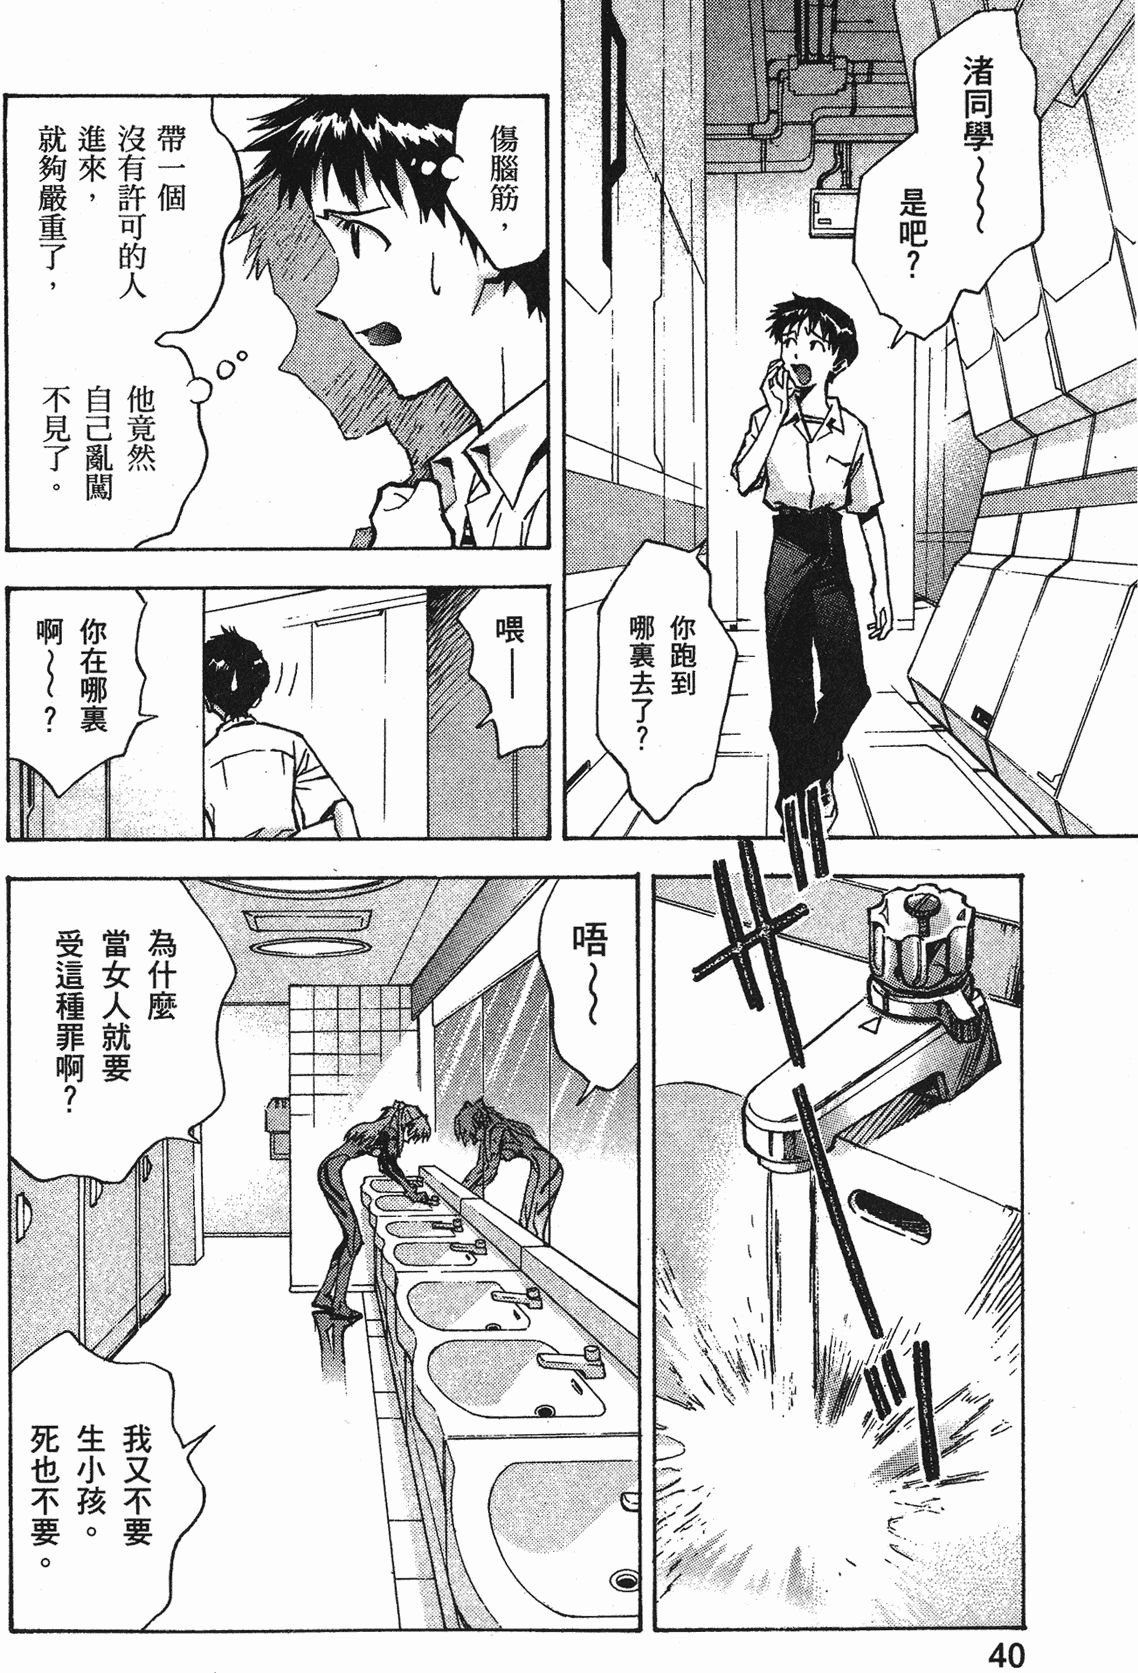 渚同學～～
是吧？
你跑到
哪裏去了？
傷腦筋，
帶一個
沒有許可的人
進來，
就夠嚴重了，
他竟然
自己亂闖
不見了。
喂——
你在哪裏
啊～～？
唔～～
為什麼
當女人就要
受這種罪啊？
我又不要
生小孩。
死也不要。
40